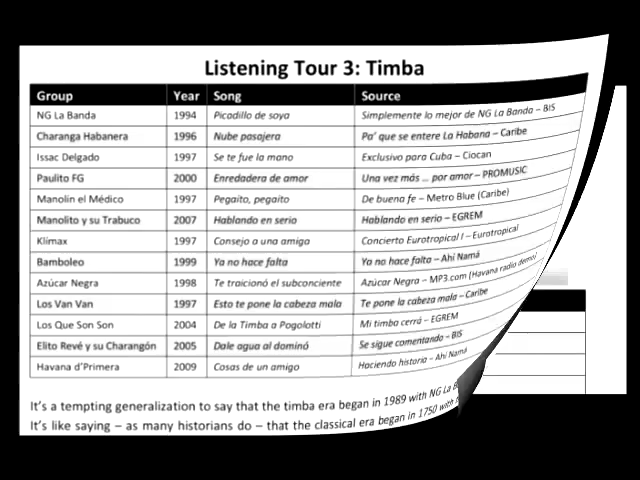 Listening Tour 3: Timba
Group Year Song Source
NG La Banda 1994 Picadillo de soya Simplemente lo mejor de NG La Banda – BIS
Charanga Habanera 1996 Nube pasajera Pa' que se entere La Habana – Caribe
Issac Delgado 1997 Se te fue la mano Exclusivo para Cuba – Ciocan
Paulito FG 2000 Enredadera de amor Una vez más ... por amor – PROMUSIC
Manolín el Médico 1997 Pegaíto, pegaíto De buena fe – Metro Blue (Caribe)
Manolito y su Trabuco 2007 Hablando en serio Hablando en serio – EGREM
Klímax 1997 Consejo a una amiga Concierto Eurotropical I – Eurotropical
Bamboleo 1999 Ya no hace falta Ya no hace falta – Ahí Namá
Azúcar Negra 1998 Te traicionó el subconciente Azúcar Negra – MP3.com (Havana radio demo)
Los Van Van 1997 Esto te pone la cabeza mala Te pone la cabeza mala – Caribe
Los Que Son Son 2004 De la Timba a Pogolotti Mi timba cerrá – EGREM
Elito Revé y su Charangón 2005 Dale agua al dominó Se sigue comentando – BIS
Havana d'Primera 2009 Cosas de un amigo Haciendo historia – Ahí Namá
It's a tempting generalization to say that the timba era began in 1989 with NG La
It's like saying – as many historians do – that the classical era began in 1750 with